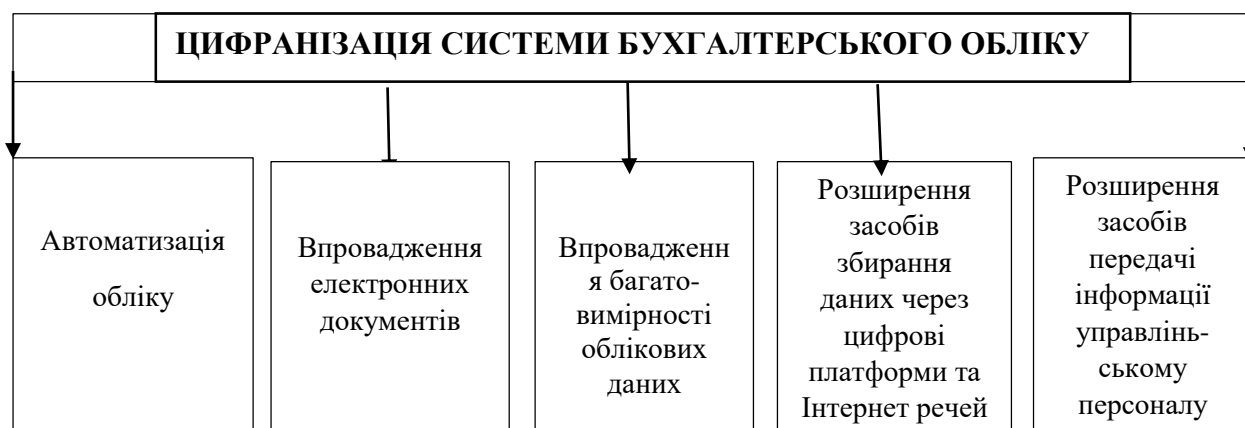 ЦИФРАНІЗАЦІЯ СИСТЕМИ БУХГАЛТЕРСЬКОГО ОБЛІКУ
Автоматизація
обліку
Впровадження
електронних
документів
Впровадженн
я багато-
вимірності
облікових
даних
Розширення
засобів
збирання
даних через
цифрові
платформи та
Інтернет речей
Розширення
засобів
передачі
інформації
управлінь-
ському
персоналу